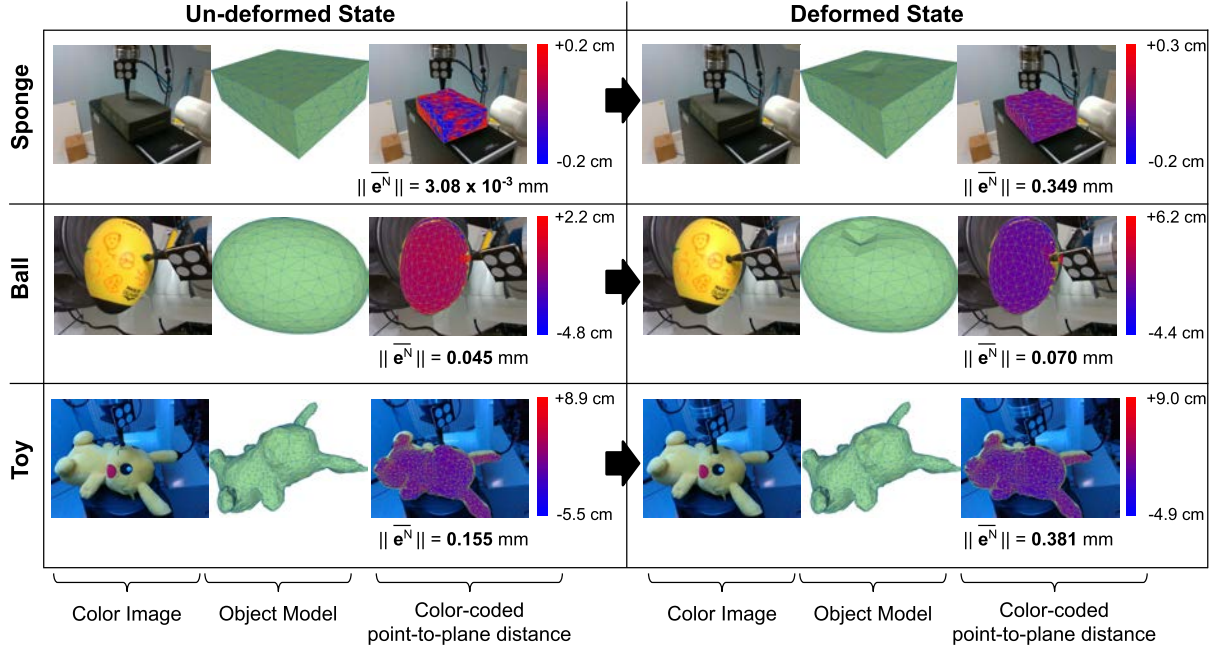 Un-deformed State
Deformed State
Sponge
+0.2 cm
-0.2 cm
|| e̅ᴺ || = 3.08 x 10⁻³ mm
+0.3 cm
-0.2 cm
|| e̅ᴺ || = 0.349 mm
Ball
+2.2 cm
-4.8 cm
|| e̅ᴺ || = 0.045 mm
+6.2 cm
-4.4 cm
|| e̅ᴺ || = 0.070 mm
Toy
+8.9 cm
-5.5 cm
|| e̅ᴺ || = 0.155 mm
+9.0 cm
-4.9 cm
|| e̅ᴺ || = 0.381 mm
Color Image
Object Model
Color-coded
point-to-plane distance
Color Image
Object Model
Color-coded
point-to-plane distance